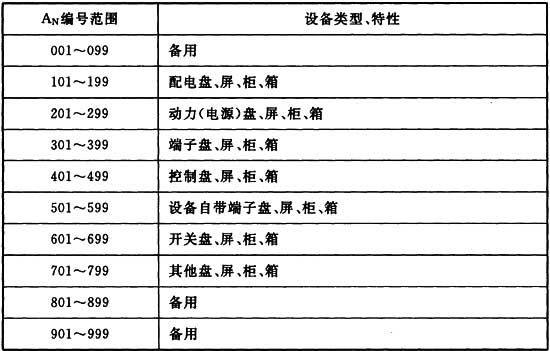 AN编号范围 设备类型、特性
001～099 备用
101～199 配电盘、屏、柜、箱
201～299 动力(电源)盘、屏、柜、箱
301～399 端子盘、屏、柜、箱
401～499 控制盘、屏、柜、箱
501～599 设备自带端子盘、屏、柜、箱
601～699 开关盘、屏、柜、箱
701～799 其他盘、屏、柜、箱
801～899 备用
901～999 备用